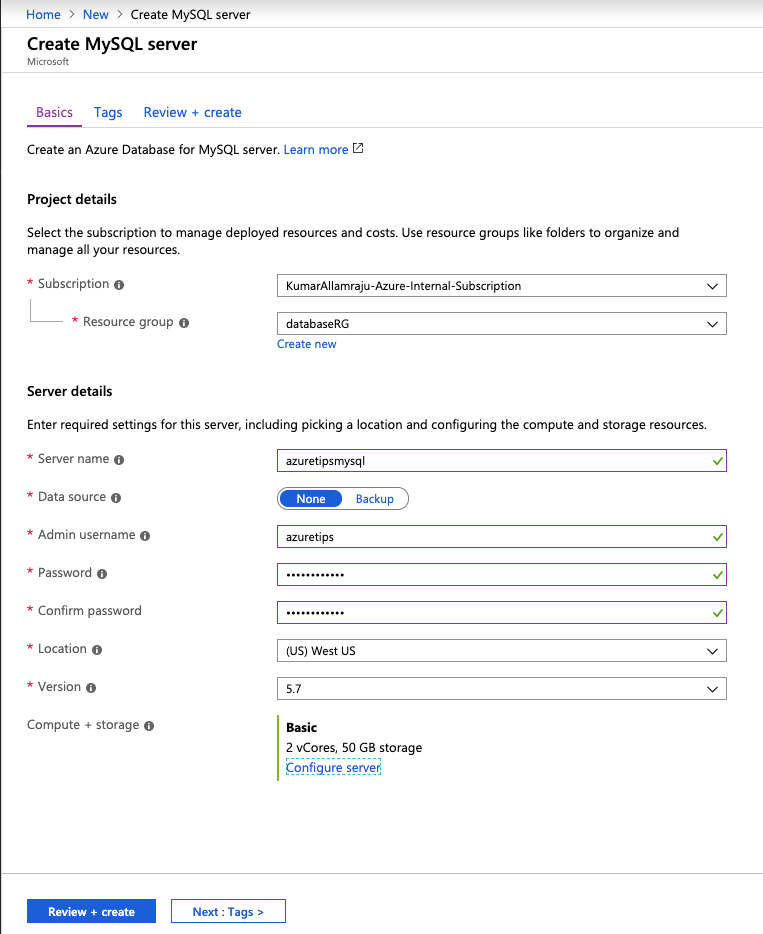 Home > New > Create MySQL server
Create MySQL server
Microsoft
Basics Tags Review + create
Create an Azure Database for MySQL server. Learn more
Project details
Select the subscription to manage deployed resources and costs. Use resource groups like folders to organize and
manage all your resources.
* Subscription KumarAllamraju-Azure-Internal-Subscription
* Resource group databaseRG
Create new
Server details
Enter required settings for this server, including picking a location and configuring the compute and storage resources.
* Server name azuretipsmysql
* Data source None Backup
* Admin username azuretips
* Password ••••••••••••
* Confirm password ••••••••••••
* Location (US) West US
* Version 5.7
Compute + storage Basic
2 vCores, 50 GB storage
Configure server
Review + create Next : Tags >